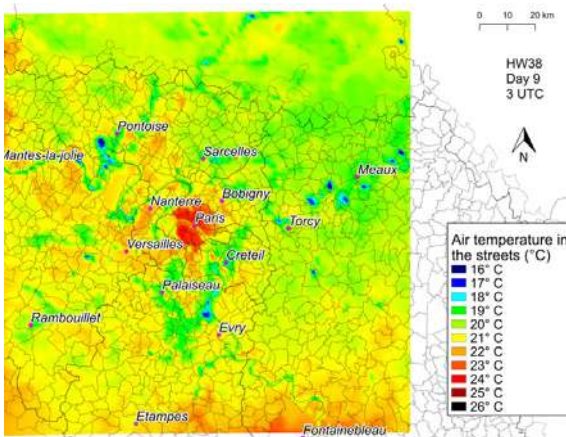 0 10 20 km
HW38
Day 9
3 UTC
N
Pontoise
Mantes-la-jolie
Sarcelles
Meaux
Bobigny
Nanterre
Paris
Torcy
Versailles
Creteil
Palaiseau
Rambouillet
Evry
Etampes
Fontainebleau
Air temperature in
the streets (°C)
16° C
17° C
18° C
19° C
20° C
21° C
22° C
23° C
24° C
25° C
26° C